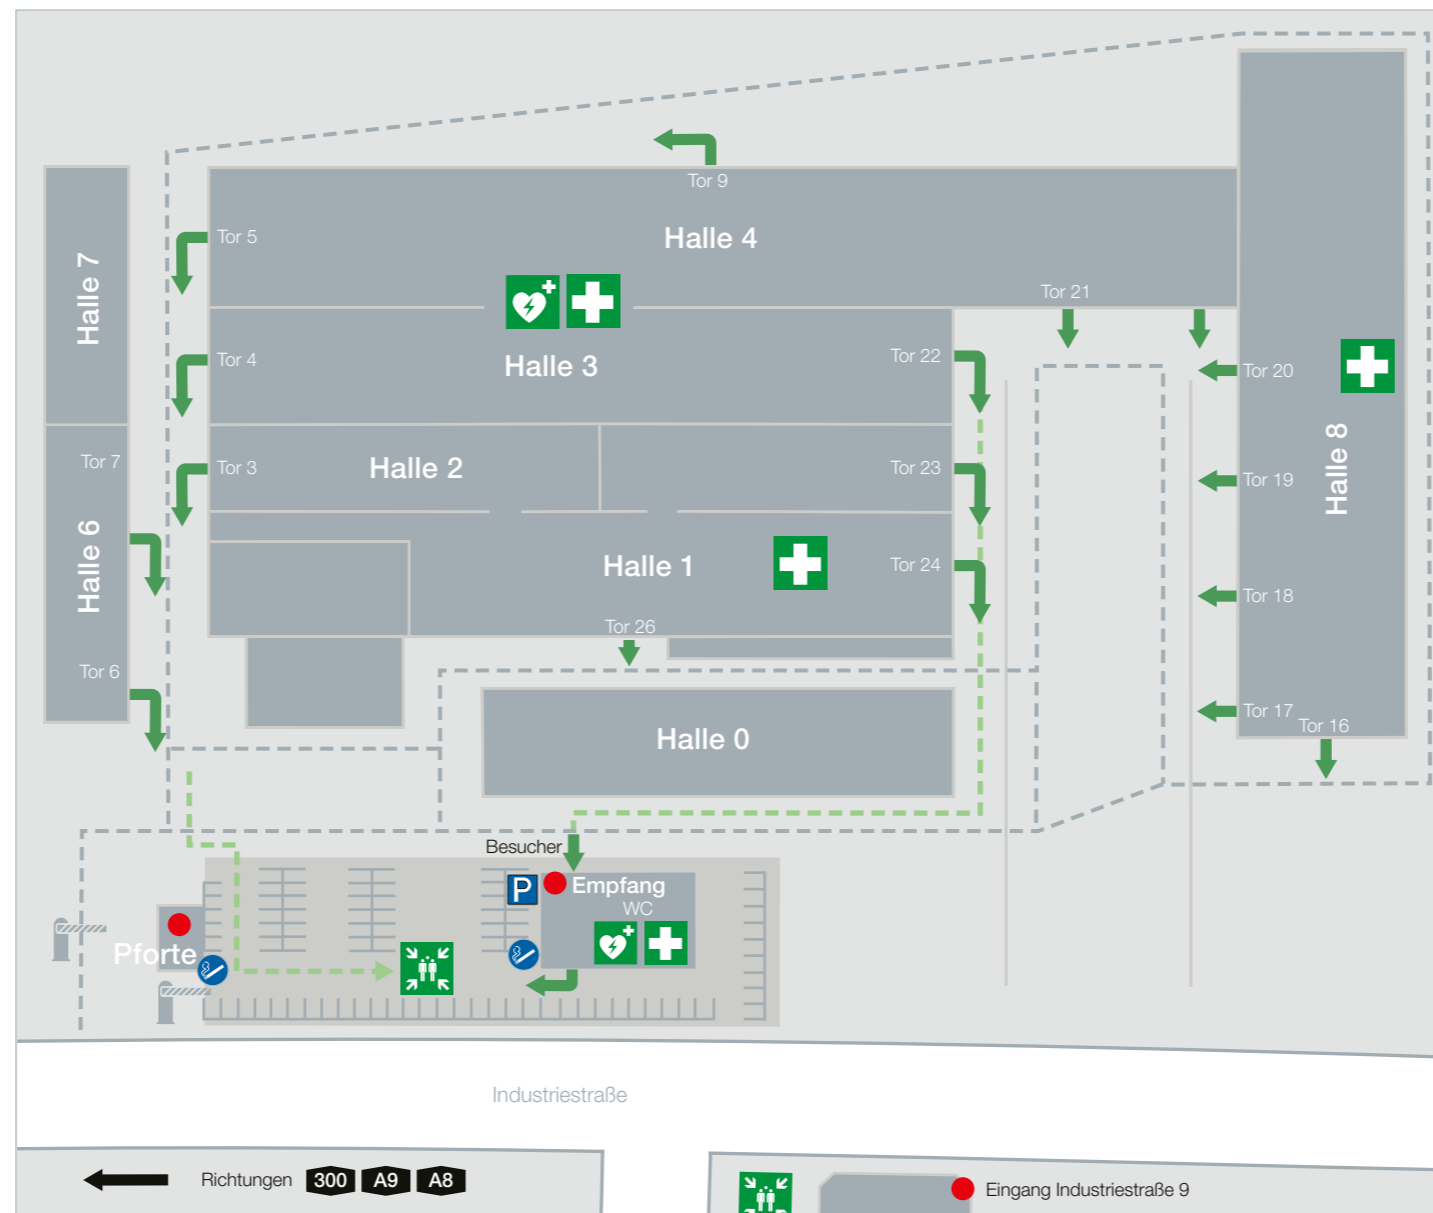 Tor 9
Tor 5
Halle 4
Halle 7
Tor 21
Tor 4
Halle 3
Tor 22
Tor 20
Tor 7
Tor 3
Halle 2
Tor 23
Tor 19
Halle 8
Halle 6
Halle 1
Tor 24
Tor 18
Tor 26
Tor 6
Halle 0
Tor 17
Tor 16
Besucher
P
Empfang
WC
Pforte
Industriestraße
Richtungen 300 A9 A8
Eingang Industriestraße 9